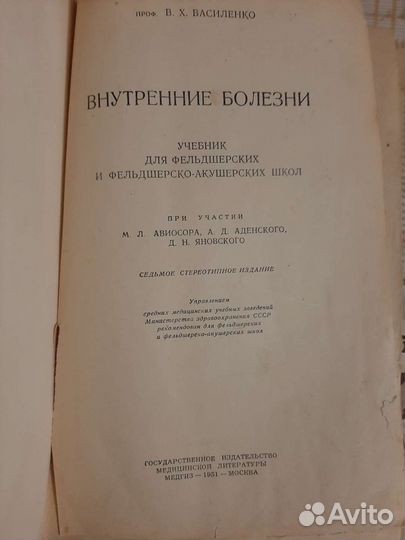 ПРОФ. В. Х. ВАСИЛЕНКО
ВНУТРЕННИЕ БОЛЕЗНИ
УЧЕБНИК
ДЛЯ ФЕЛЬДШЕРСКИХ
И ФЕЛЬДШЕРСКО-АКУШЕРСКИХ ШКОЛ
ПРИ УЧАСТИИ
М. Л. АВИОСОРА, А. Д. АДЕНСКОГО,
Д. Н. ЯНОВСКОГО
СЕДЬМОЕ СТЕРЕОТИПНОЕ ИЗДАНИЕ
Управлением
средних медицинских учебных заведений
Министерства здравоохранения СССР
рекомендован для фельдшерских
и фельдшерско-акушерских школ
ГОСУДАРСТВЕННОЕ ИЗДАТЕЛЬСТВО
МЕДИЦИНСКОЙ ЛИТЕРАТУРЫ
МЕДГИЗ — 1951 — МОСКВА
Avito